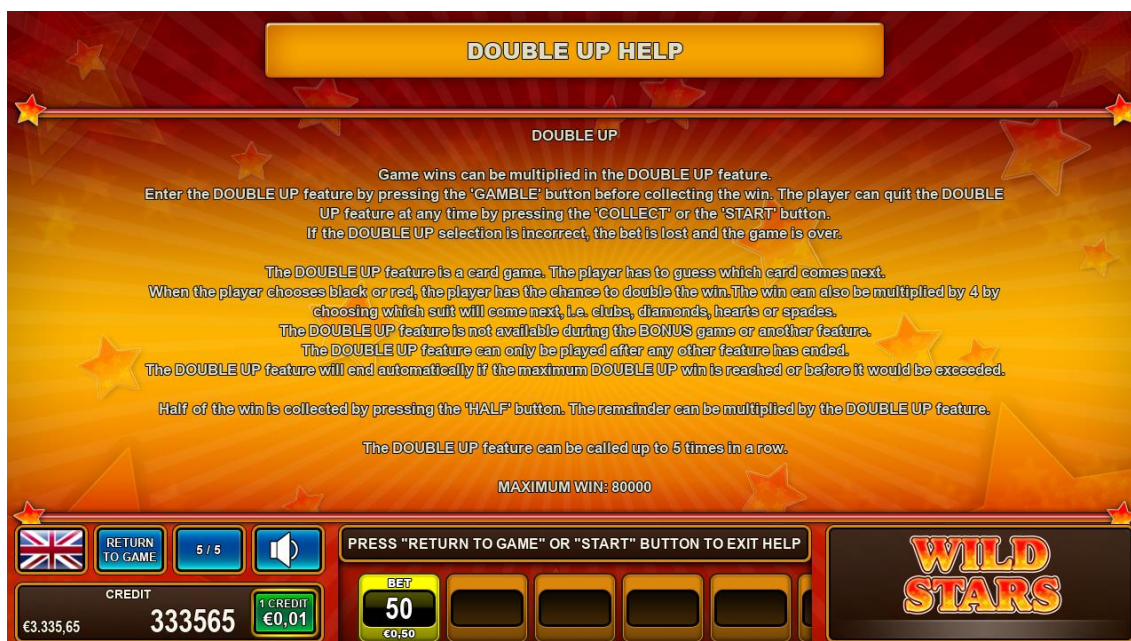 DOUBLE UP HELP
DOUBLE UP
Game wins can be multiplied in the DOUBLE UP feature.
Enter the DOUBLE UP feature by pressing the 'GAMBLE' button before collecting the win. The player can quit the DOUBLE
UP feature at any time by pressing the 'COLLECT' or the 'START' button.
If the DOUBLE UP selection is incorrect, the bet is lost and the game is over.
The DOUBLE UP feature is a card game. The player has to guess which card comes next.
When the player chooses black or red, the player has the chance to double the win.The win can also be multiplied by 4 by
choosing which suit will come next, i.e. clubs, diamonds, hearts or spades.
The DOUBLE UP feature is not available during the BONUS game or another feature.
The DOUBLE UP feature can only be played after any other feature has ended.
The DOUBLE UP feature will end automatically if the maximum DOUBLE UP win is reached or before it would be exceeded.
Half of the win is collected by pressing the 'HALF' button. The remainder can be multiplied by the DOUBLE UP feature.
The DOUBLE UP feature can be called up to 5 times in a row.
MAXIMUM WIN: 80000
RETURN
TO GAME
5 / 5
PRESS "RETURN TO GAME" OR "START" BUTTON TO EXIT HELP
CREDIT
€3.335,65
333565
1 CREDIT
€0,01
BET
50
€0,50
WILD
STARS